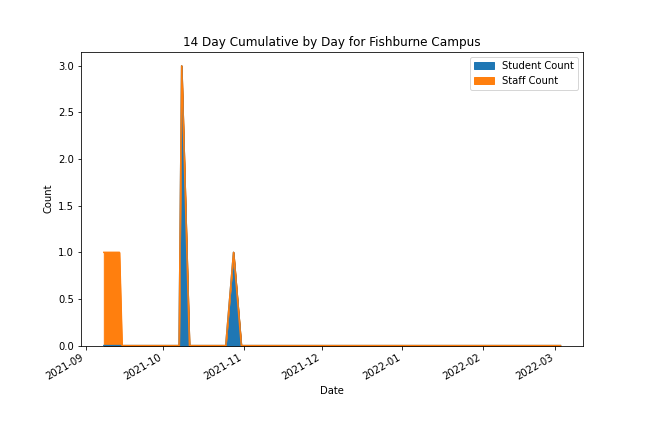 14 Day Cumulative by Day for Fishburne Campus
Student Count
Staff Count
3.0
2.5
2.0
1.5
1.0
0.5
0.0
Count
2021-09
2021-10
2021-11
2021-12
2022-01
2022-02
2022-03
Date